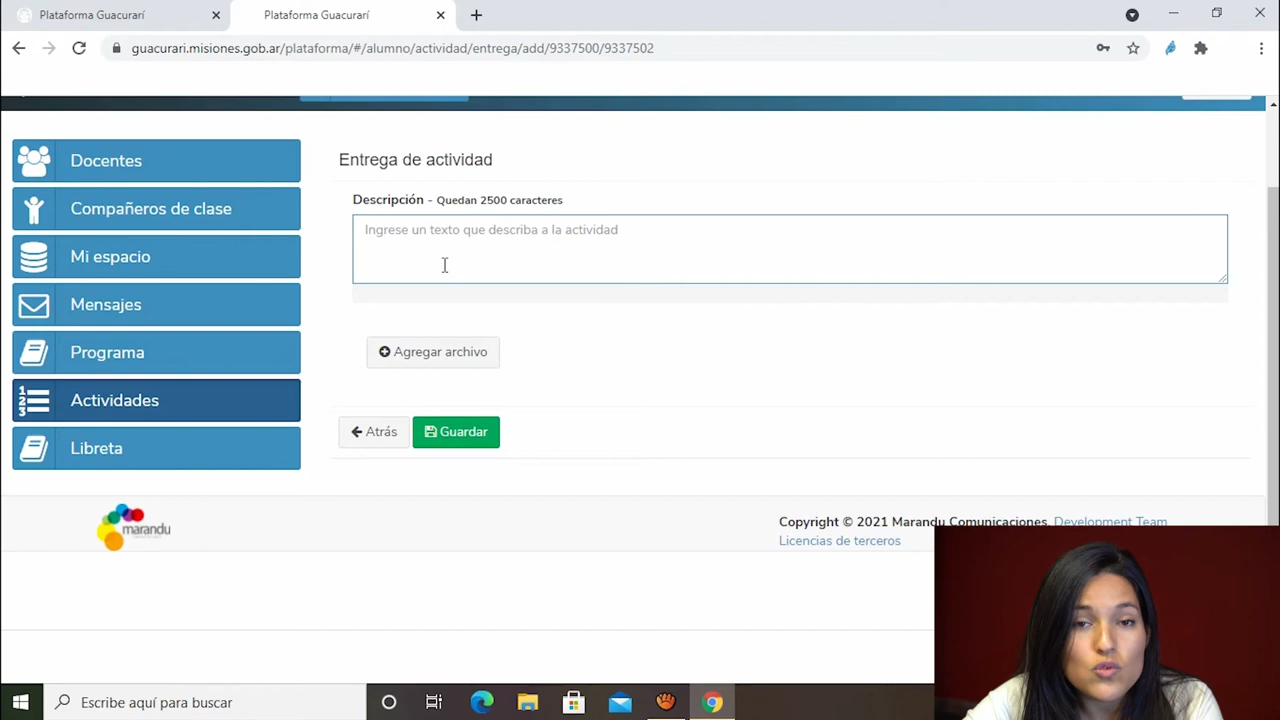 Plataforma Guacurarí
Plataforma Guacurarí
guacurari.misiones.gob.ar/plataforma/#/alumno/actividad/entrega/add/9337500/9337502
Docentes
Compañeros de clase
Mi espacio
Mensajes
Programa
Actividades
Libreta
Entrega de actividad
Descripción - Quedan 2500 caracteres
Ingrese un texto que describa a la actividad
Agregar archivo
Atrás
Guardar
marandu
Copyright © 2021 Marandu Comunicaciones. Development Team
Licencias de terceros
Escribe aquí para buscar